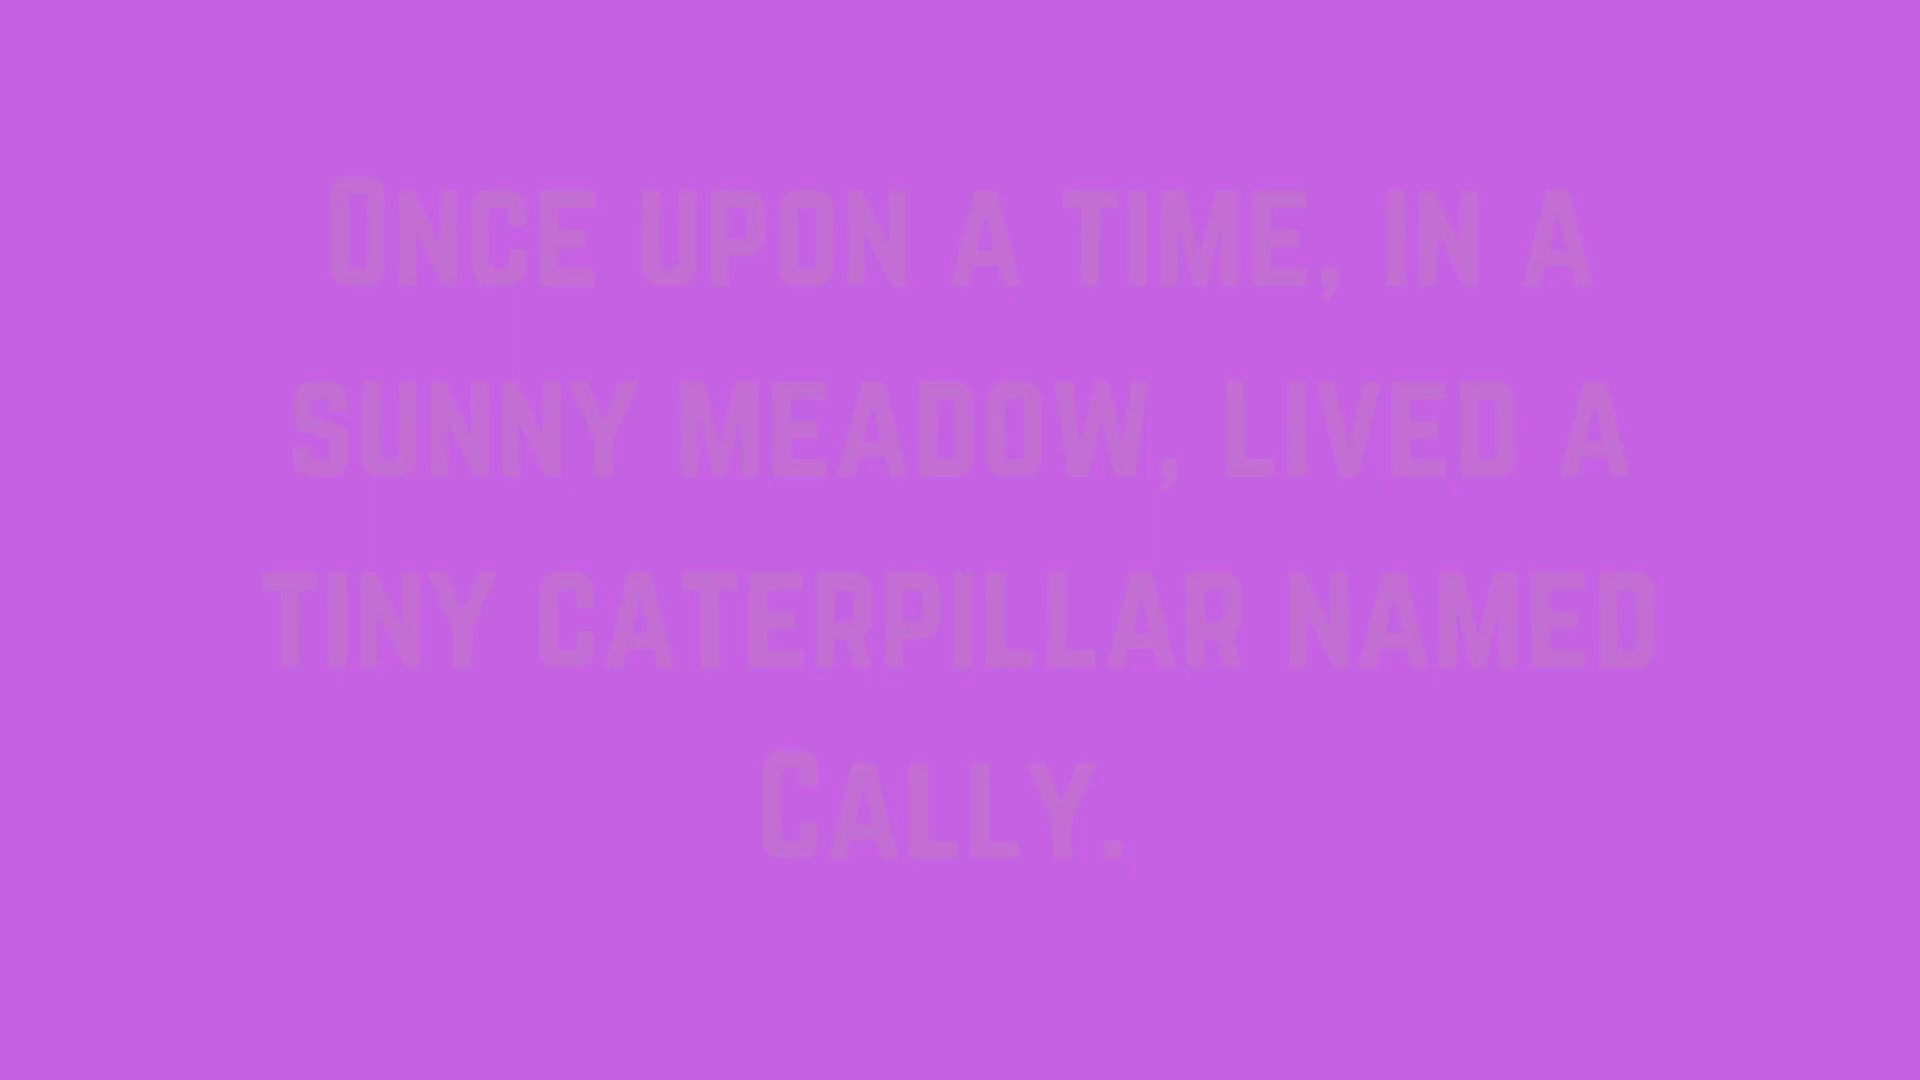 Once upon a time, in a
sunny meadow, lived a
tiny caterpillar named
Cally.